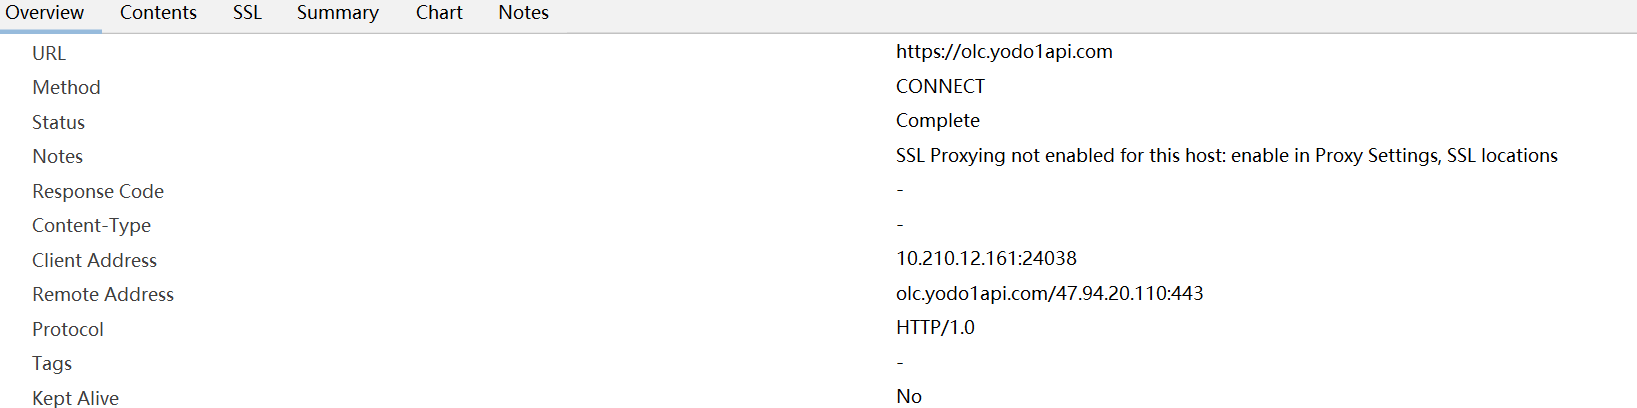 Overview Contents SSL Summary Chart Notes
URL https://olc.yodo1api.com
Method CONNECT
Status Complete
Notes SSL Proxying not enabled for this host: enable in Proxy Settings, SSL locations
Response Code -
Content-Type -
Client Address 10.210.12.161:24038
Remote Address olc.yodo1api.com/47.94.20.110:443
Protocol HTTP/1.0
Tags -
Kept Alive No